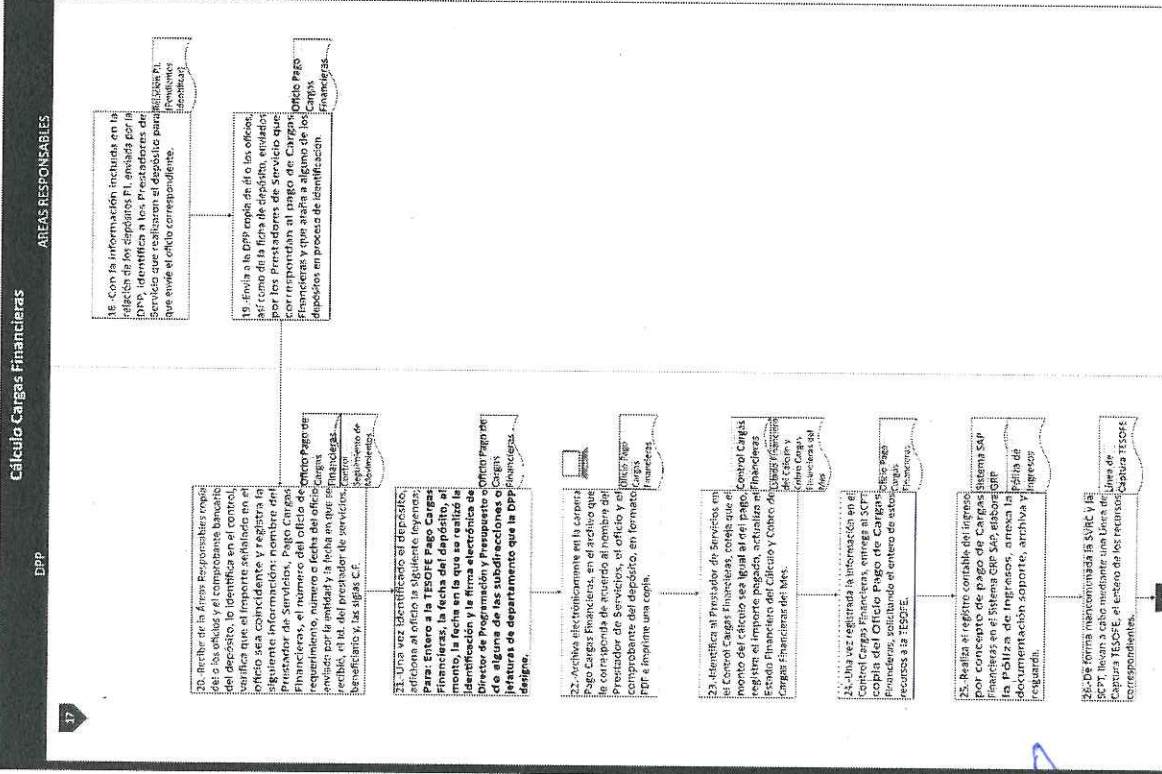 Cálculo Cargas Financieras
DPP
AREAS RESPONSABLES
17
18.-Con la información incluida en la
relación de los depósitos P.I. enviada por la
DPP, identifica a los Prestadores de
Servicio que realizaron el depósito para
que envíe el oficio correspondiente.
Relación P.I.
(Pendientes
Identificar)
19.-Envía a la DPP copia de él o los oficios,
así como de la ficha de depósito, enviados
por los Prestadores de Servicio que
correspondan al pago de Cargas
Financieras y que ataña a alguno de los
depósitos en proceso de identificación.
Oficio Pago
Cargas
Financieras.
20.-Recibe de la Áreas Responsables copia
del o los oficios y el comprobante bancario
del depósito, lo identifica en el control,
verifica que el importe señalado en el
oficio sea coincidente y registra la
siguiente información: nombre del
Prestador de Servicios, Pago Cargas
Financieras, el número del oficio de
requerimiento, número o fecha del oficio
enviado por la entidad y la fecha en que se
recibió, el Id. del prestador de servicios,
beneficiario y, las siglas C.F.
Oficio Pago de
Cargas
Financieras
Control
Seguimiento de
Movimientos.
21.-Una vez identificado el depósito,
adiciona al oficio la siguiente leyenda;
Para: Entero a la TESOFE Pago Cargas
Financieras, la fecha del depósito, el
monto, la fecha en la que se realizó la
identificación y la firma electrónica de
Director de Programación y Presupuesto o
de alguna de las subdirecciones o
jefaturas de departamento que la DPP
designe.
Oficio Pago de
Cargas
Financieras
22.-Archiva electrónicamente en la carpeta
Pago Cargas Financieras, en el archivo que
le corresponda de acuerdo al nombre del
Prestador de Servicios, el oficio y el
comprobante del depósito, en formato
PDF e imprime una copia.
Oficio Pago
Cargas
Financieras
23.-Identifica al Prestador de Servicios en
el Control Cargas Financieras, coteja que el
monto del cálculo sea igual al del pago,
registra el importe pagado, actualiza el
Estado Financiero del Cálculo y Cobro de
Cargas Financieras del Mes.
Control Cargas
Financieras
Estado Financiero
del Cálculo y
Cobro Cargas
Financieras del
Mes
24.-Una vez registrada la información en el
Control Cargas Financieras, entrega al SCPT
copia del Oficio Pago de Cargas
Financieras, solicitando el entero de estos
recursos a la TESOFE.
Oficio Pago
Cargas
Financieras.
25.-Realiza el registro contable del ingreso
por concepto de pago de Cargas
Financieras en el Sistema GRP SAP, elabora
la Póliza de Ingresos, anexa la
documentación soporte, archiva y
resguarda.
Sistema SAP
GRP
Póliza de
Ingresos
26.-De forma mancomunada la SVRC y la
SCPT, llevan a cabo mediante una Línea de
Captura TESOFE, el entero de los recursos
correspondientes.
Línea de
Captura TESOFE